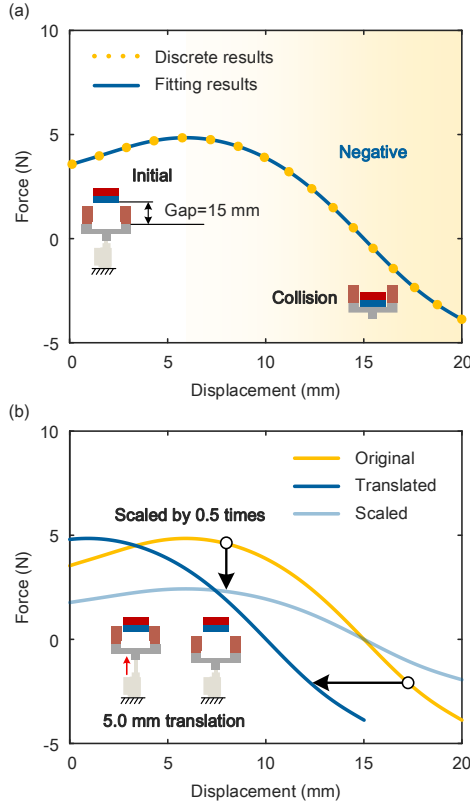 (a)
10
5
0
-5
Force (N)
Discrete results
Fitting results
Negative
Initial
Gap=15 mm
Collision
0
5
10
15
20
Displacement (mm)
(b)
10
5
0
-5
Force (N)
Original
Translated
Scaled
Scaled by 0.5 times
5.0 mm translation
0
5
10
15
20
Displacement (mm)